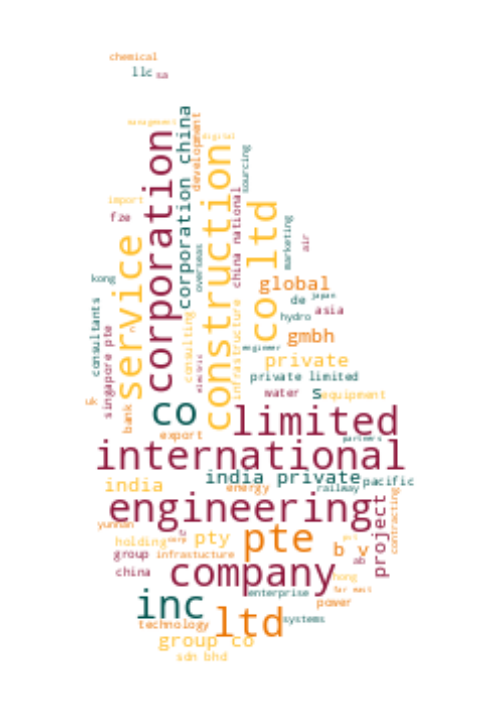 chemical
llc sa
management
corporation
corporation china
development
digital
construction
sourcing
import
fze
service
overseas
china national
co ltd
marketing
air
kong
global
de japan
asia
hydro
consultants
singapore pte
consulting
infrastructure
gmbh
engineer
private
electric
private limited
water
s
equipment
bank
co
limited
export
partners
international
india private
pacific
india
energy
railway
engineering
project
contracting
yunnan
holding
corp
pty
pte
b v
group
infrastucture
china
company
hong
enterprise
far east
inc
power
ltd
systems
technology
group co
sdn bhd